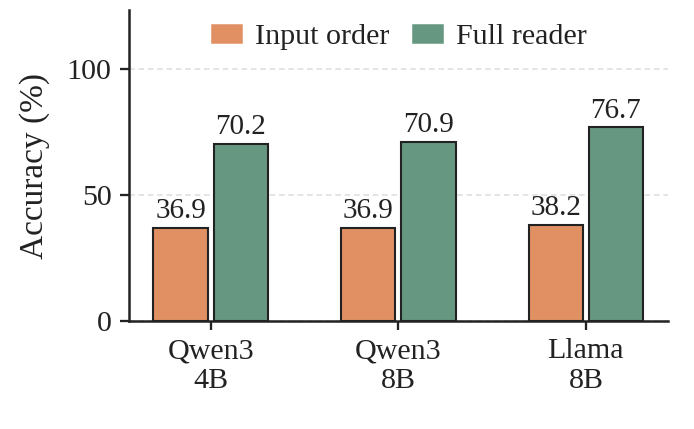 Input order
Full reader
Accuracy (%)
100
50
0
36.9
70.2
36.9
70.9
38.2
76.7
Qwen3
4B
Qwen3
8B
Llama
8B